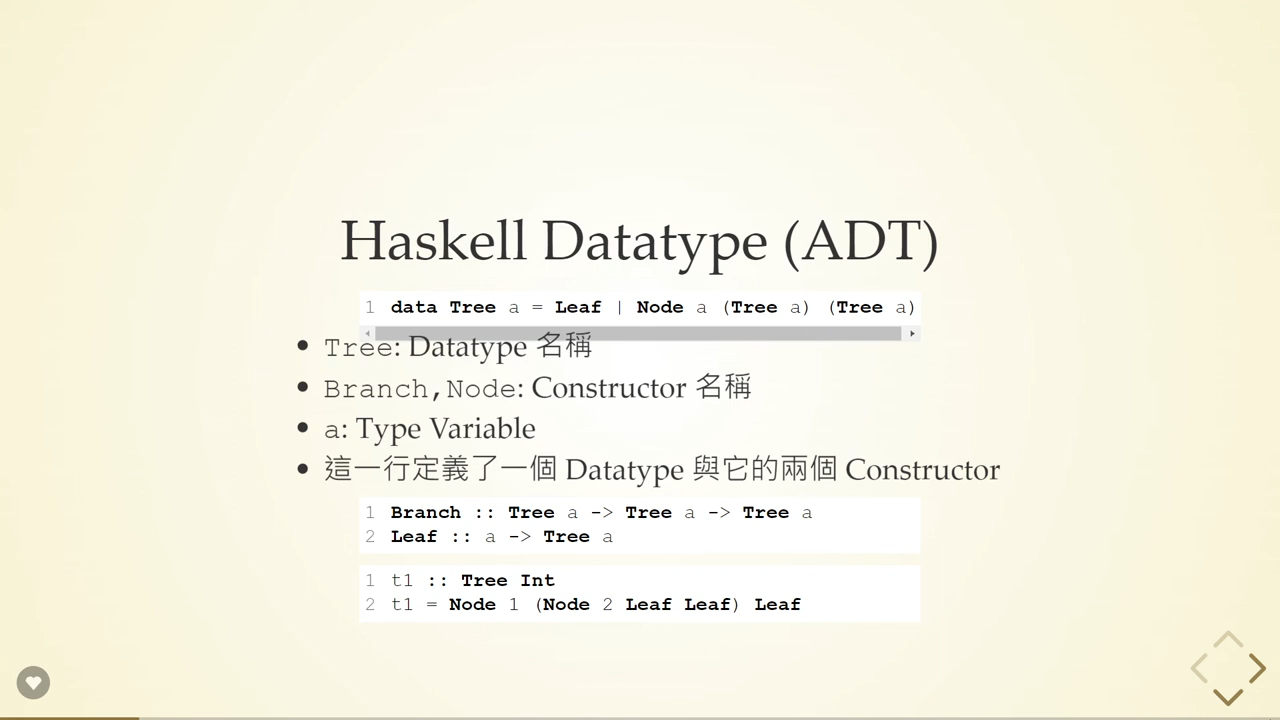 Haskell Datatype (ADT)
1 data Tree a = Leaf | Node a (Tree a) (Tree a)
• Tree: Datatype 名稱
• Branch,Node: Constructor 名稱
• a: Type Variable
• 這一行定義了一個 Datatype 與它的兩個 Constructor
1 Branch :: Tree a -> Tree a -> Tree a
2 Leaf :: a -> Tree a
1 t1 :: Tree Int
2 t1 = Node 1 (Node 2 Leaf Leaf) Leaf